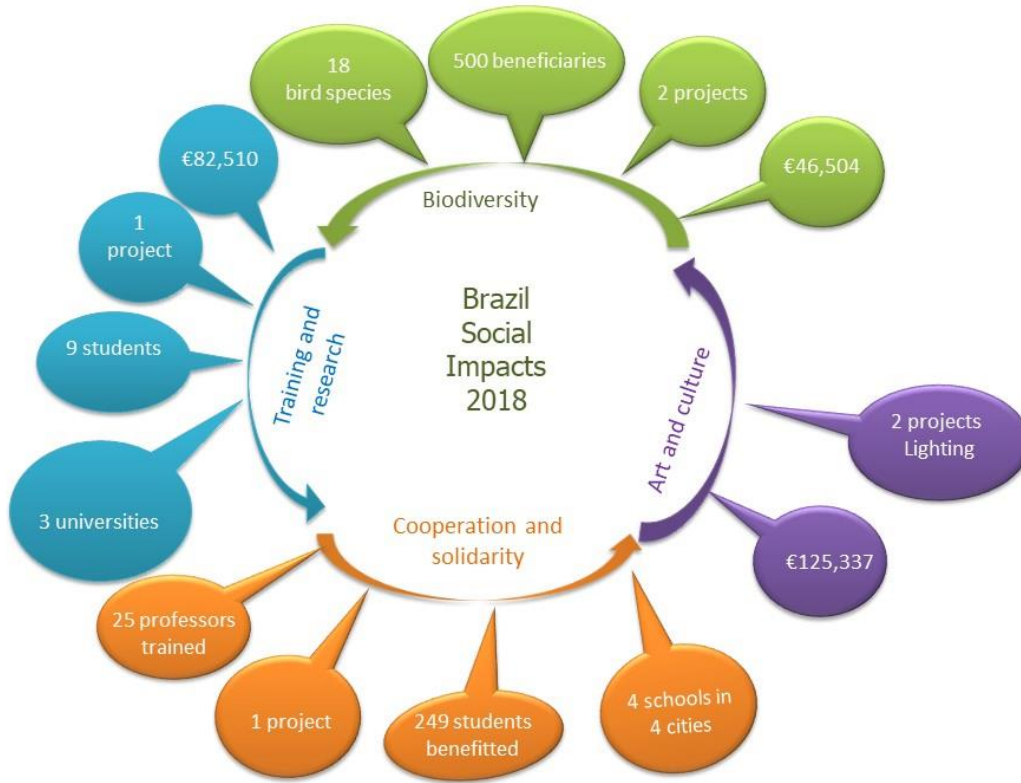 18
bird species
500 beneficiaries
2 projects
€46,504
€82,510
1
project
9 students
3 universities
Biodiversity
Training and
research
Brazil
Social
Impacts
2018
Art and culture
2 projects
Lighting
€125,337
Cooperation and
solidarity
25 professors
trained
1 project
249 students
benefitted
4 schools in
4 cities